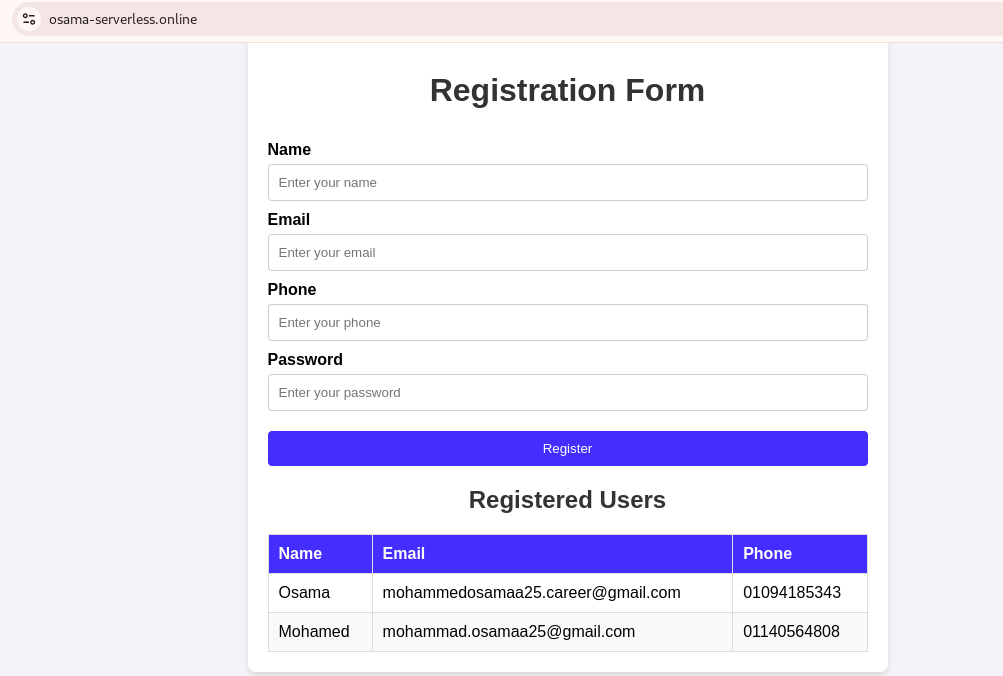 osama-serverless.online
Registration Form
Name
Enter your name
Email
Enter your email
Phone
Enter your phone
Password
Enter your password
Register
Registered Users
Name Email Phone
Osama mohammedosamaa25.career@gmail.com 01094185343
Mohamed mohammad.osamaa25@gmail.com 01140564808